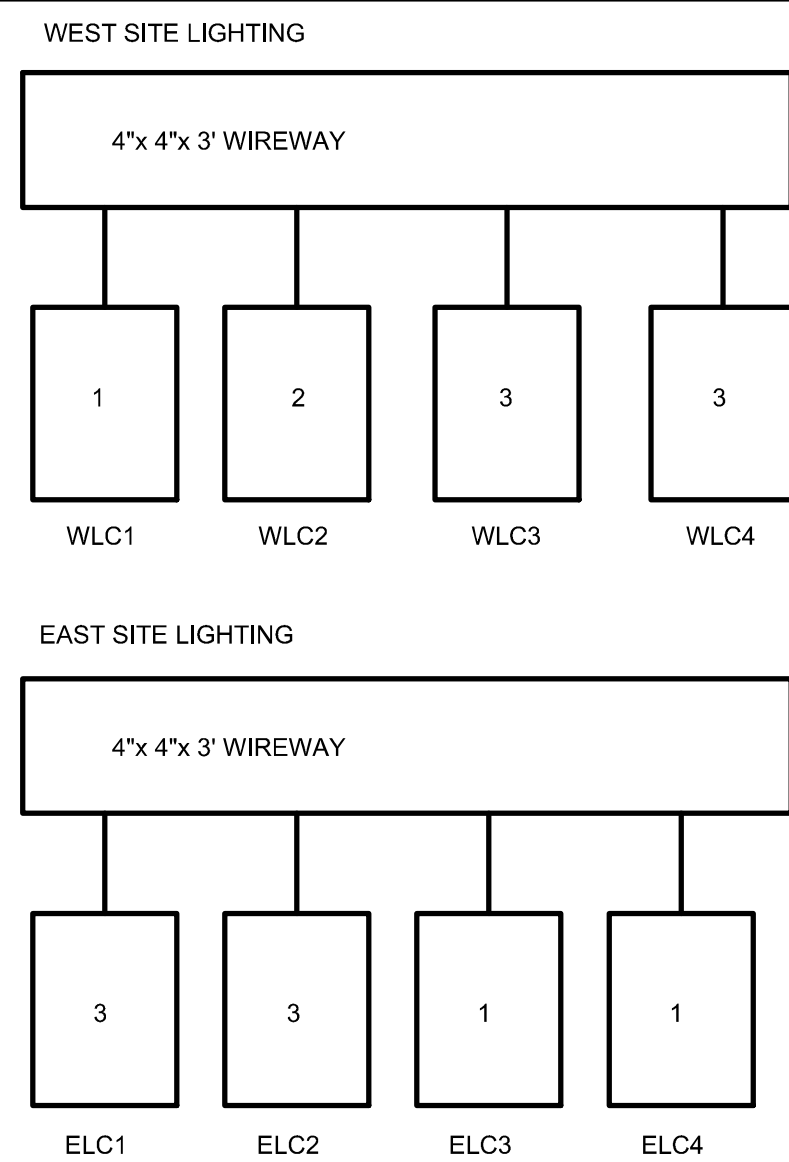 WEST SITE LIGHTING
4"x 4"x 3' WIREWAY
1 2 3 3
WLC1 WLC2 WLC3 WLC4
EAST SITE LIGHTING
4"x 4"x 3' WIREWAY
3 3 1 1
ELC1 ELC2 ELC3 ELC4